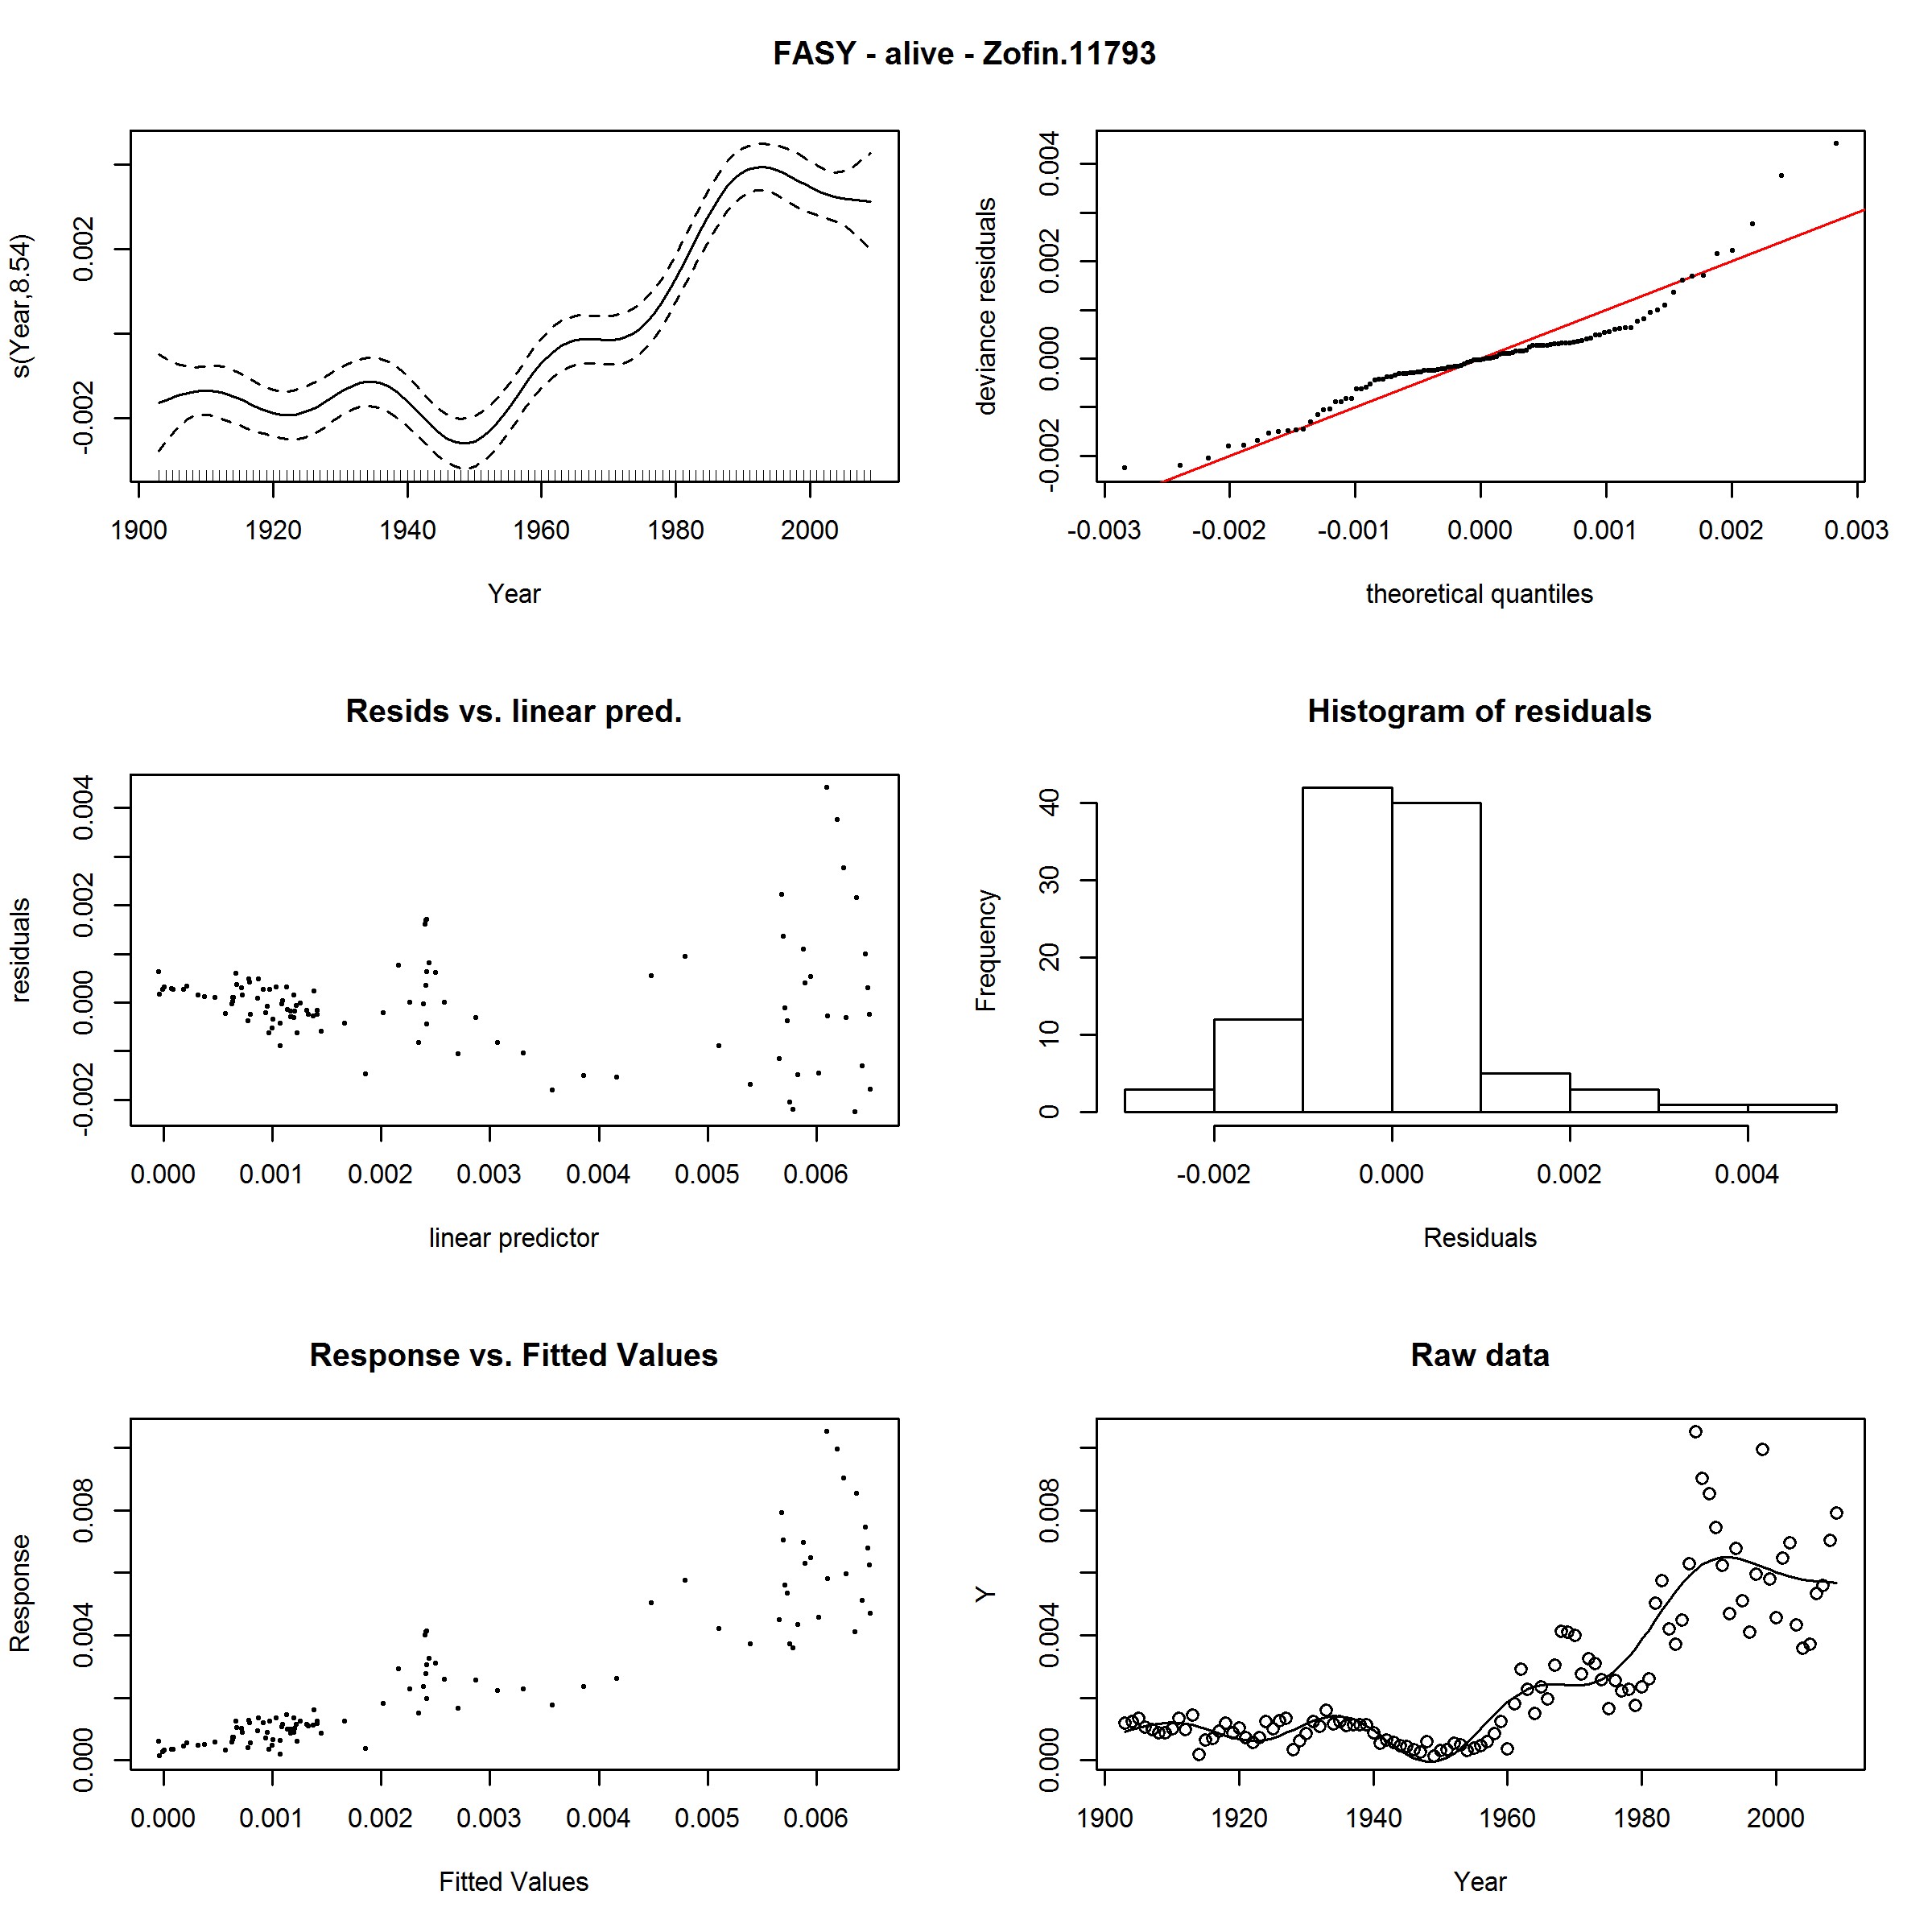 FASY - alive - Zofin.11793
s(Year,8.54)
-0.002 0.002
1900 1920 1940 1960 1980 2000
Year
deviance residuals
-0.002 0.000 0.002 0.004
-0.003 -0.002 -0.001 0.000 0.001 0.002 0.003
theoretical quantiles
Resids vs. linear pred.
residuals
-0.002 0.000 0.002 0.004
0.000 0.001 0.002 0.003 0.004 0.005 0.006
linear predictor
Histogram of residuals
Frequency
0 10 20 30 40
-0.002 0.000 0.002 0.004
Residuals
Response vs. Fitted Values
Response
0.000 0.004 0.008
0.000 0.001 0.002 0.003 0.004 0.005 0.006
Fitted Values
Raw data
Y
0.000 0.004 0.008
1900 1920 1940 1960 1980 2000
Year